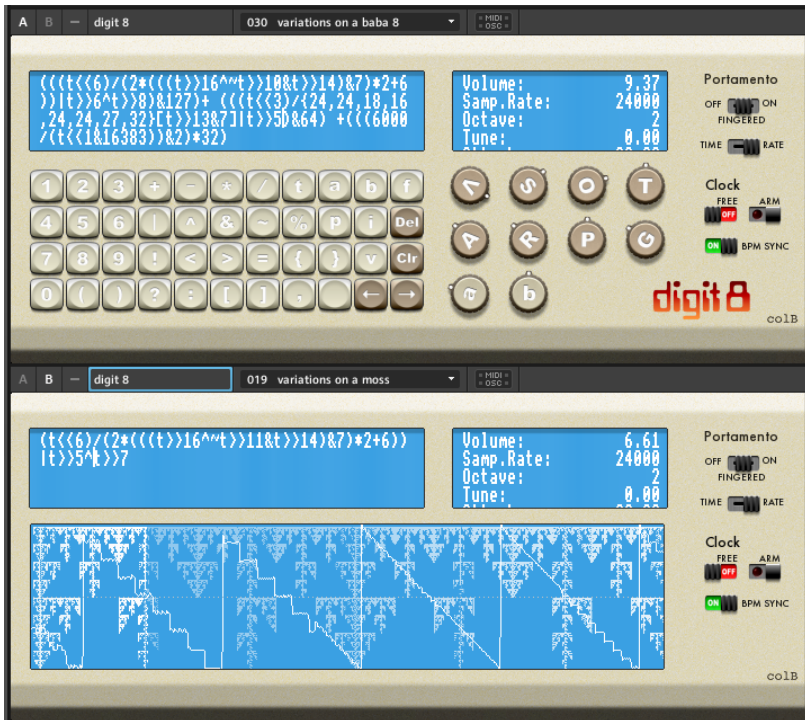 A B – digit 8 030 variations on a baba 8 MIDI OSC
(((t<<6)/(2*(((t>>16^~t>>10&t>>14)&7)*2+6
))|t>>6^t>>8)&127)+ (((t<<3)/{24,24,18,16
,24,24,27,32}[t>>13&7]|t>>5)&64) +(((6000
/(t<<1&16383))&2)*32)
Volume: 9.37
Samp.Rate: 24000
Octave: 2
Tune: 0.00
Portamento
OFF ON
FINGERED
TIME RATE
Clock
FREE ARM
OFF
ON BPM SYNC
1 2 3 + - * / t a b f
4 5 6 | ^ & ~ % p i Del
7 8 9 ! < > = { } v Clr
0 ( ) ? : [ ] , ← →
V S O T
A R P G
a b
digit 8
colB
A B – digit 8 019 variations on a moss MIDI OSC
(t<<6)/(2*(((t>>16^~t>>11&t>>14)&7)*2+6))
|t>>5^t>>7
Volume: 6.61
Samp.Rate: 24000
Octave: 2
Tune: 0.00
Portamento
OFF ON
FINGERED
TIME RATE
Clock
FREE ARM
OFF
ON BPM SYNC
colB